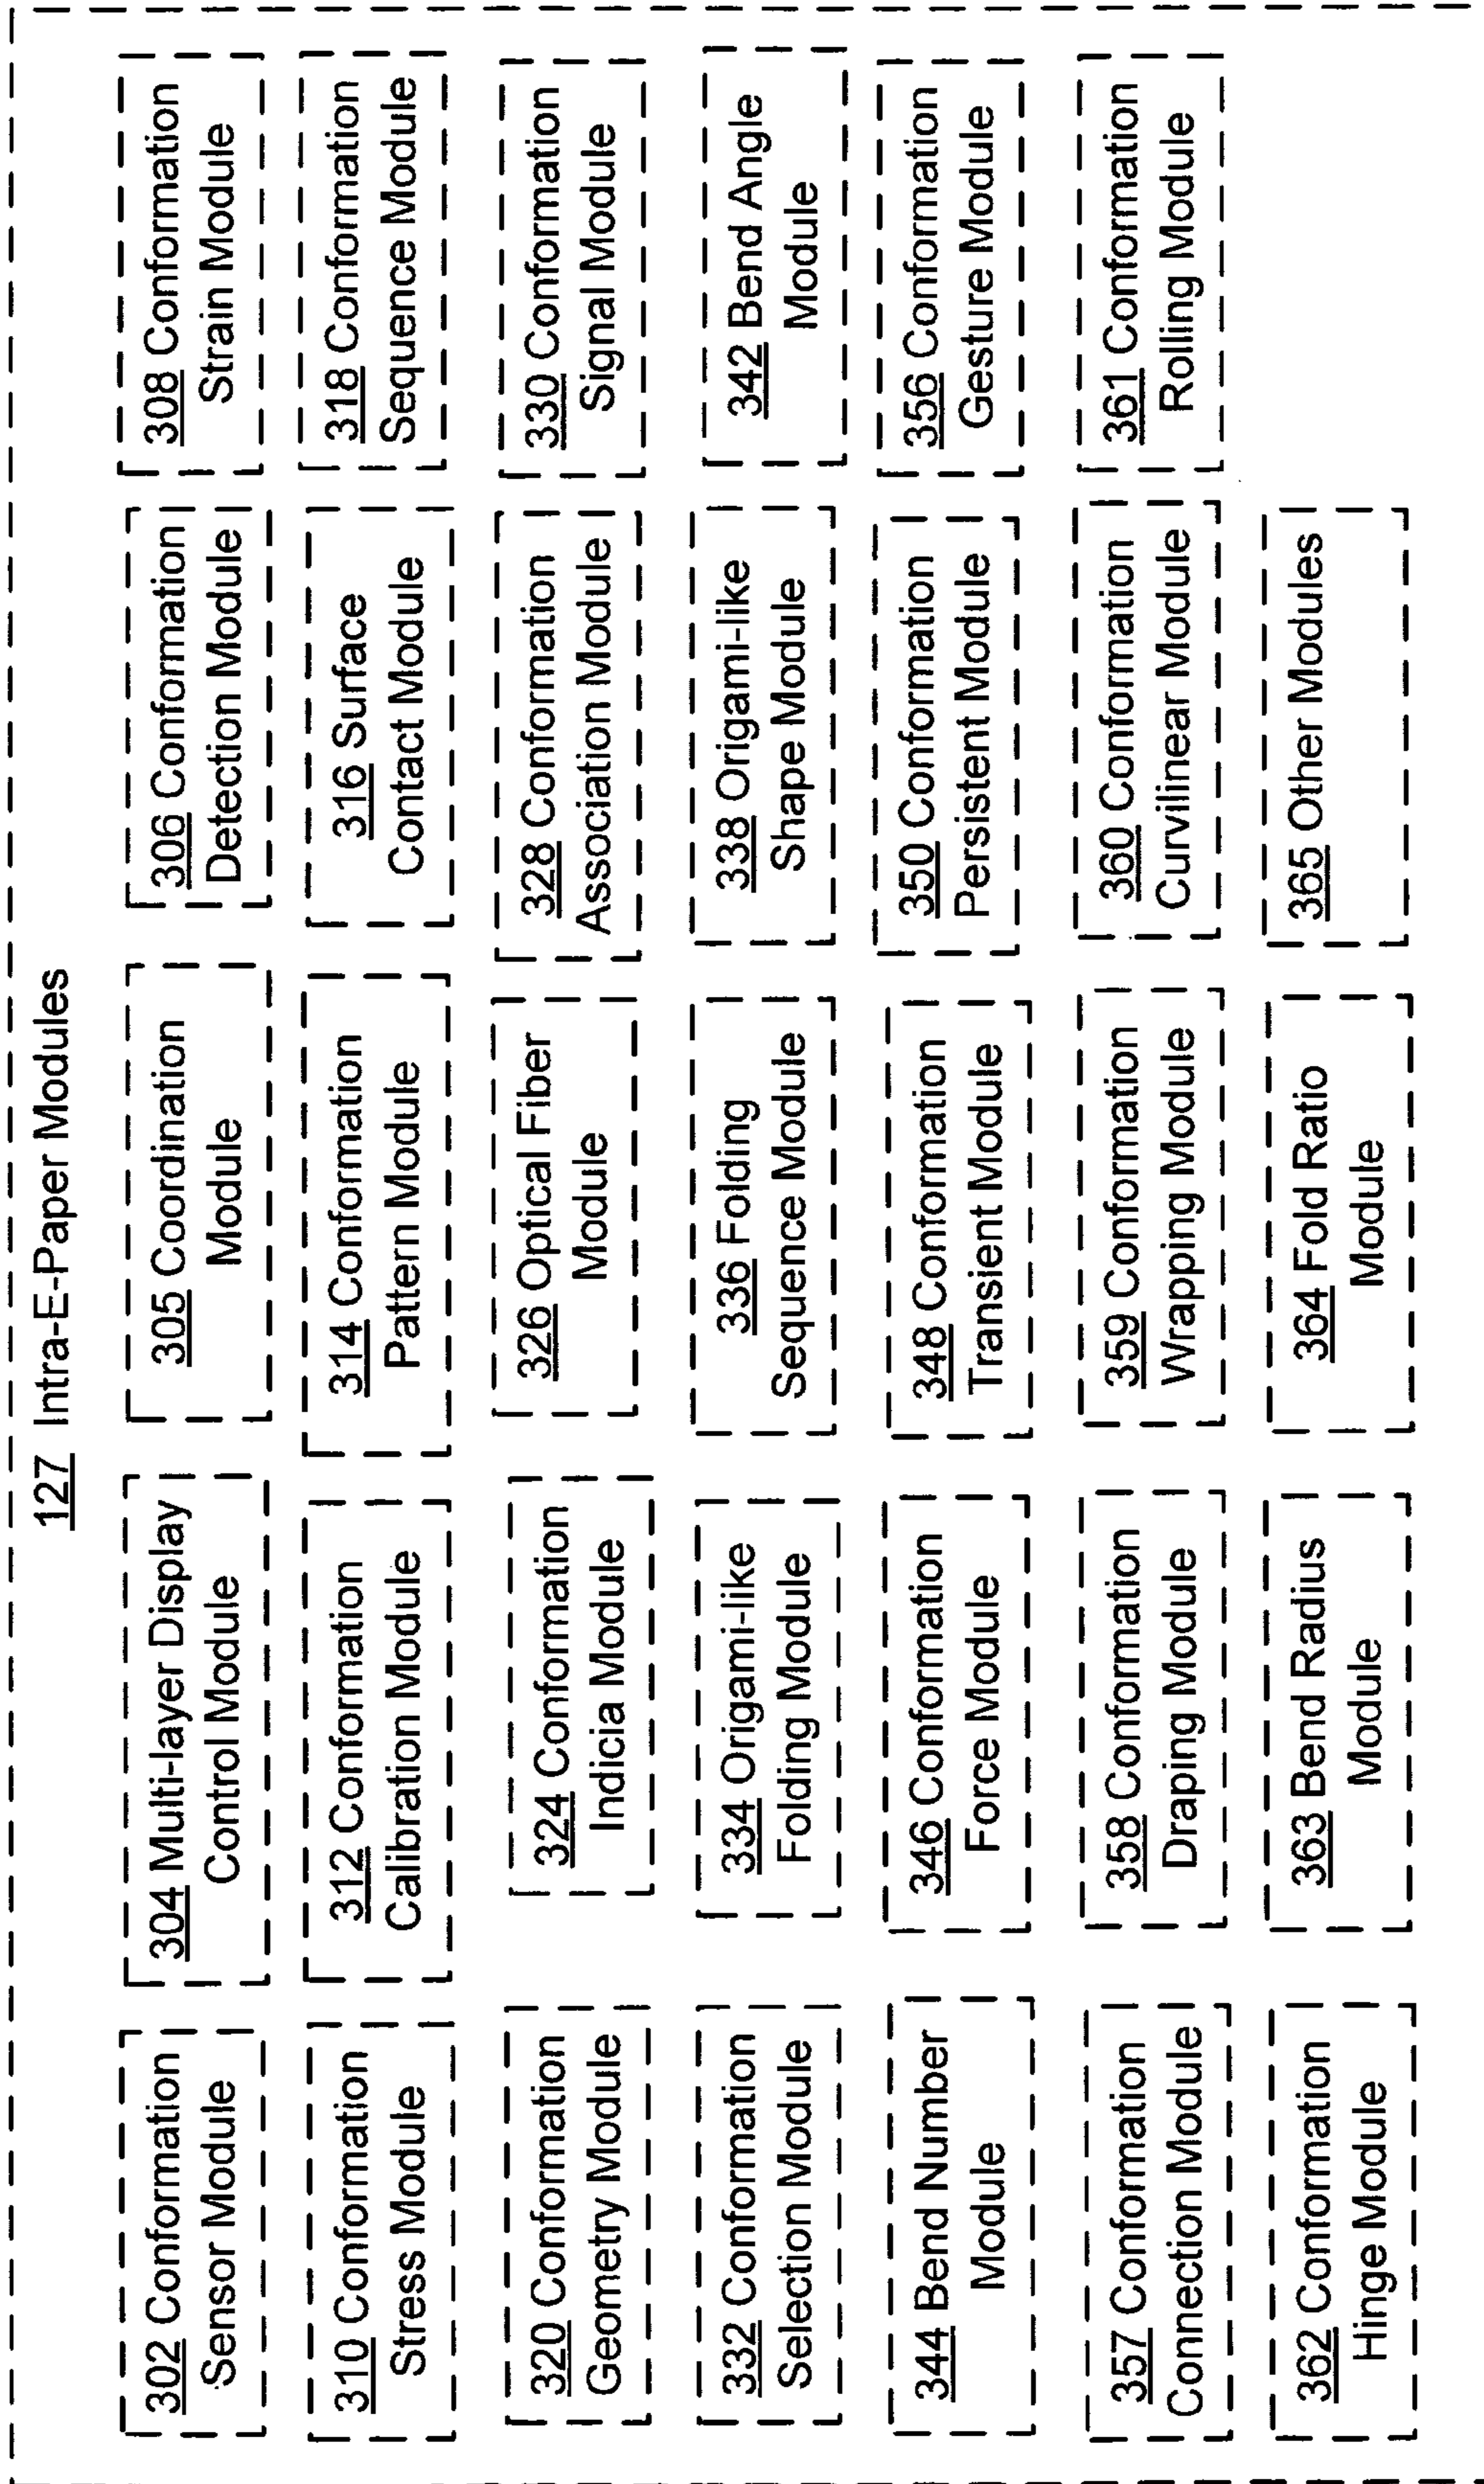 127 Intra-E-Paper Modules
302 Conformation
Sensor Module
304 Multi-layer Display
Control Module
305 Coordination
Module
306 Conformation
Detection Module
308 Conformation
Strain Module
310 Conformation
Stress Module
312 Conformation
Calibration Module
314 Conformation
Pattern Module
316 Surface
Contact Module
318 Conformation
Sequence Module
320 Conformation
Geometry Module
324 Conformation
Indicia Module
326 Optical Fiber
Module
328 Conformation
Association Module
330 Conformation
Signal Module
332 Conformation
Selection Module
334 Origami-like
Folding Module
336 Folding
Sequence Module
338 Origami-like
Shape Module
342 Bend Angle
Module
344 Bend Number
Module
346 Conformation
Force Module
348 Conformation
Transient Module
350 Conformation
Persistent Module
356 Conformation
Gesture Module
357 Conformation
Connection Module
358 Conformation
Draping Module
359 Conformation
Wrapping Module
360 Conformation
Curvilinear Module
361 Conformation
Rolling Module
362 Conformation
Hinge Module
363 Bend Radius
Module
364 Fold Ratio
Module
365 Other Modules